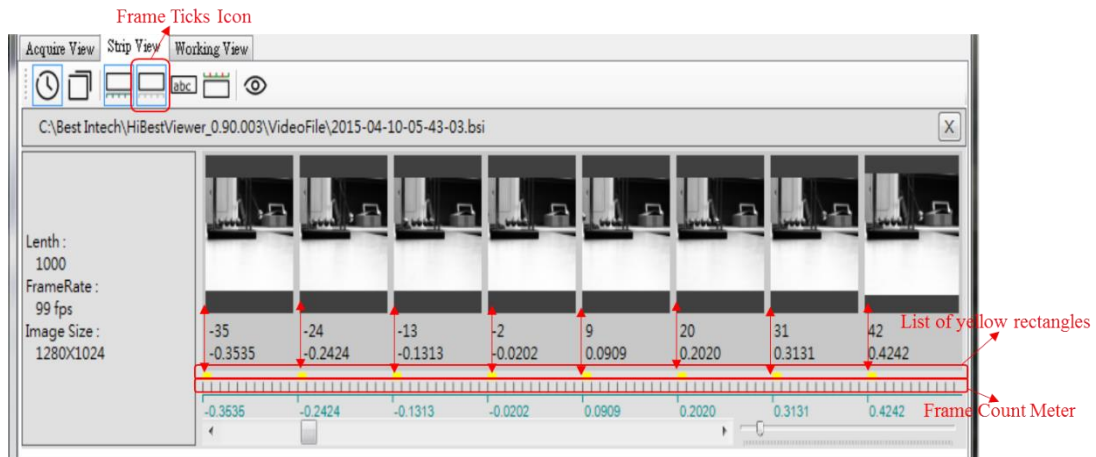 Frame Ticks Icon
Acquire View Strip View Working View
abc
C:\Best Intech\HiBestViewer_0.90.003\VideoFile\2015-04-10-05-43-03.bsi X
Lenth :
1000
FrameRate :
99 fps
Image Size :
1280X1024
-35 -24 -13 -2 9 20 31 42
-0.3535 -0.2424 -0.1313 -0.0202 0.0909 0.2020 0.3131 0.4242
List of yellow rectangles
-0.3535 -0.2424 -0.1313 -0.0202 0.0909 0.2020 0.3131 0.4242
Frame Count Meter